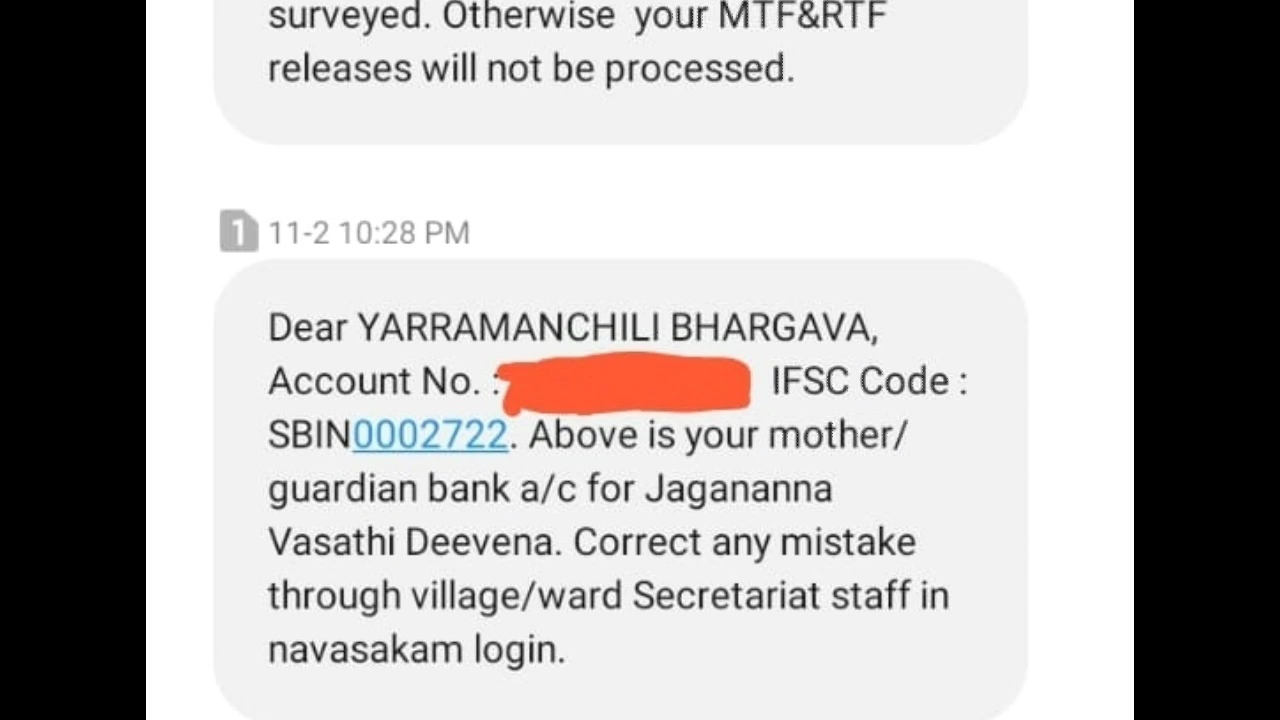 surveyed. Otherwise your MTF&RTF
releases will not be processed.
1 11-2 10:28 PM
Dear YARRAMANCHILI BHARGAVA,
Account No. : IFSC Code :
SBIN0002722. Above is your mother/
guardian bank a/c for Jagananna
Vasathi Deevena. Correct any mistake
through village/ward Secretariat staff in
navasakam login.